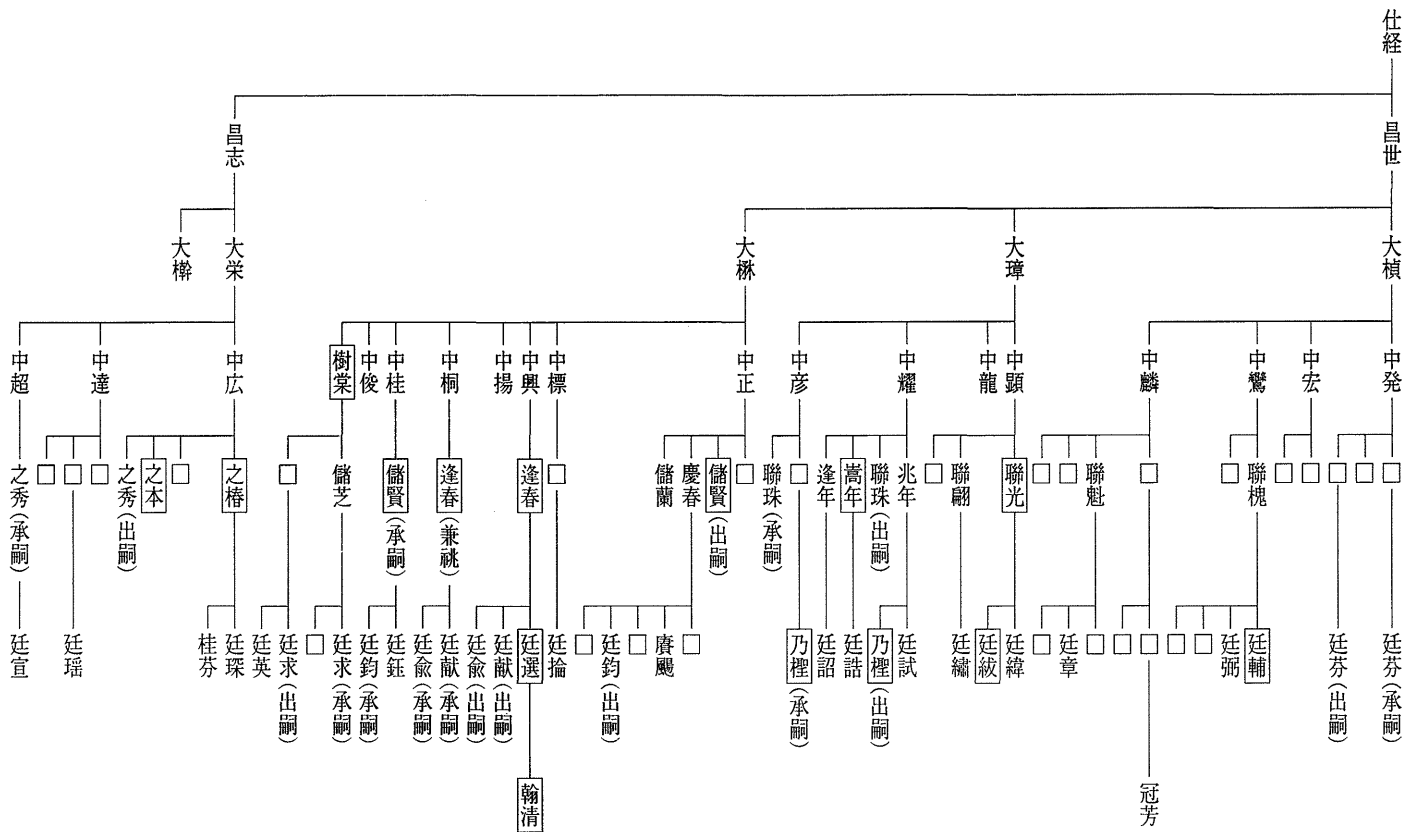 仕経
昌世
昌志
大楨
大璋
大楙
大栄
大櫸
中発
中宏
中鸞
中麟
中顕
中龍
中耀
中彦
中正
中標
中興
中揚
中桐
中桂
中俊
樹棠
中広
中達
中超
□
□
□
□
□
聯槐
□
□
聯魁
□
□
聯光
聯翩
□
兆年
聯珠(出嗣)
嵩年
逢年
□
聯珠(承嗣)
□
儲賢(出嗣)
慶春
儲蘭
□
逢春
逢春(兼祧)
儲賢(承嗣)
儲芝
□
之椿
□
之本
之秀(出嗣)
□
□
□
之秀(承嗣)
廷芬(承嗣)
廷芬(出嗣)
廷輔
廷弼
□
□
□
□
□
廷章
□
廷緯
廷紱
廷繡
廷試
乃檉(出嗣)
廷誥
廷詔
乃檉(承嗣)
□
賡颺
□
廷鈞(出嗣)
□
廷掄
廷選
廷献(出嗣)
廷兪(出嗣)
廷献(承嗣)
廷兪(承嗣)
廷鈺
廷鈞(承嗣)
廷求(承嗣)
□
廷求(出嗣)
廷英
廷琛
桂芬
廷瑶
廷宣
冠芳
翰清